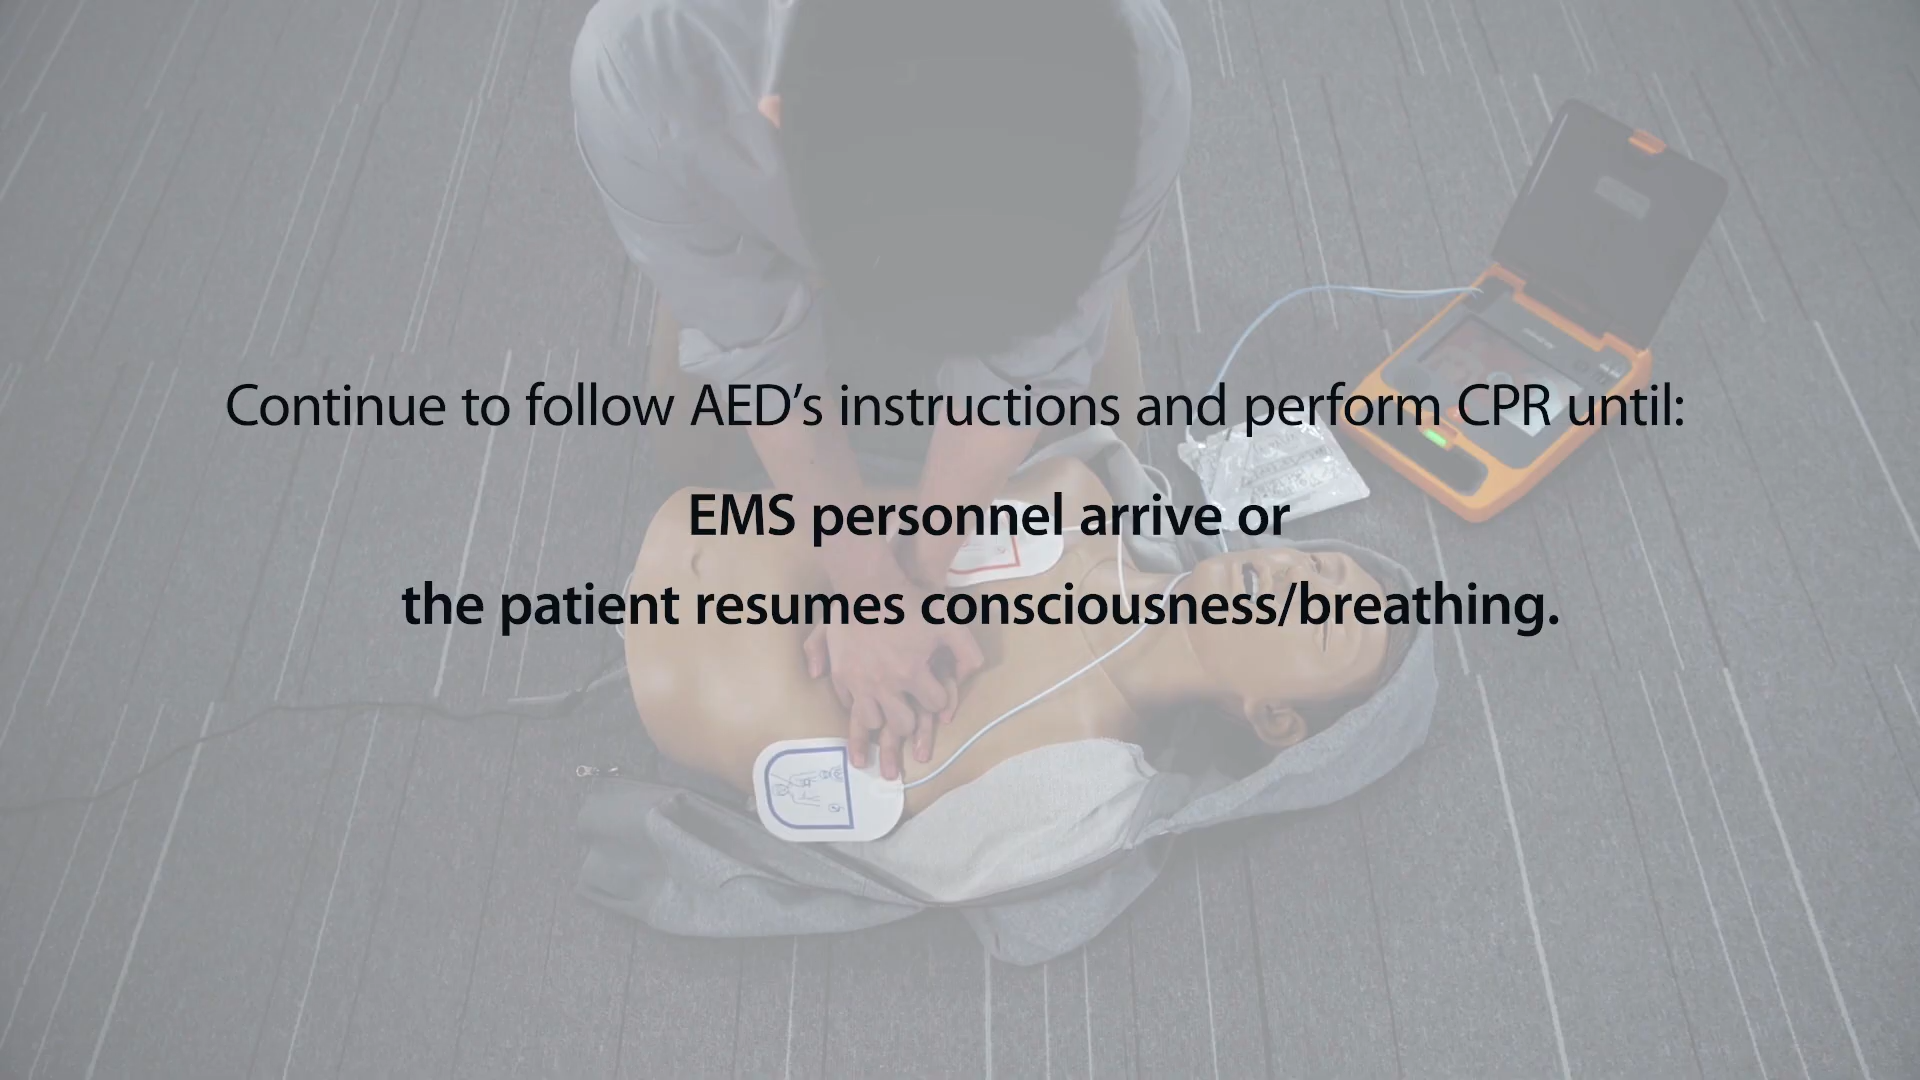 Continue to follow AED’s instructions and perform CPR until:
EMS personnel arrive or
the patient resumes consciousness/breathing.